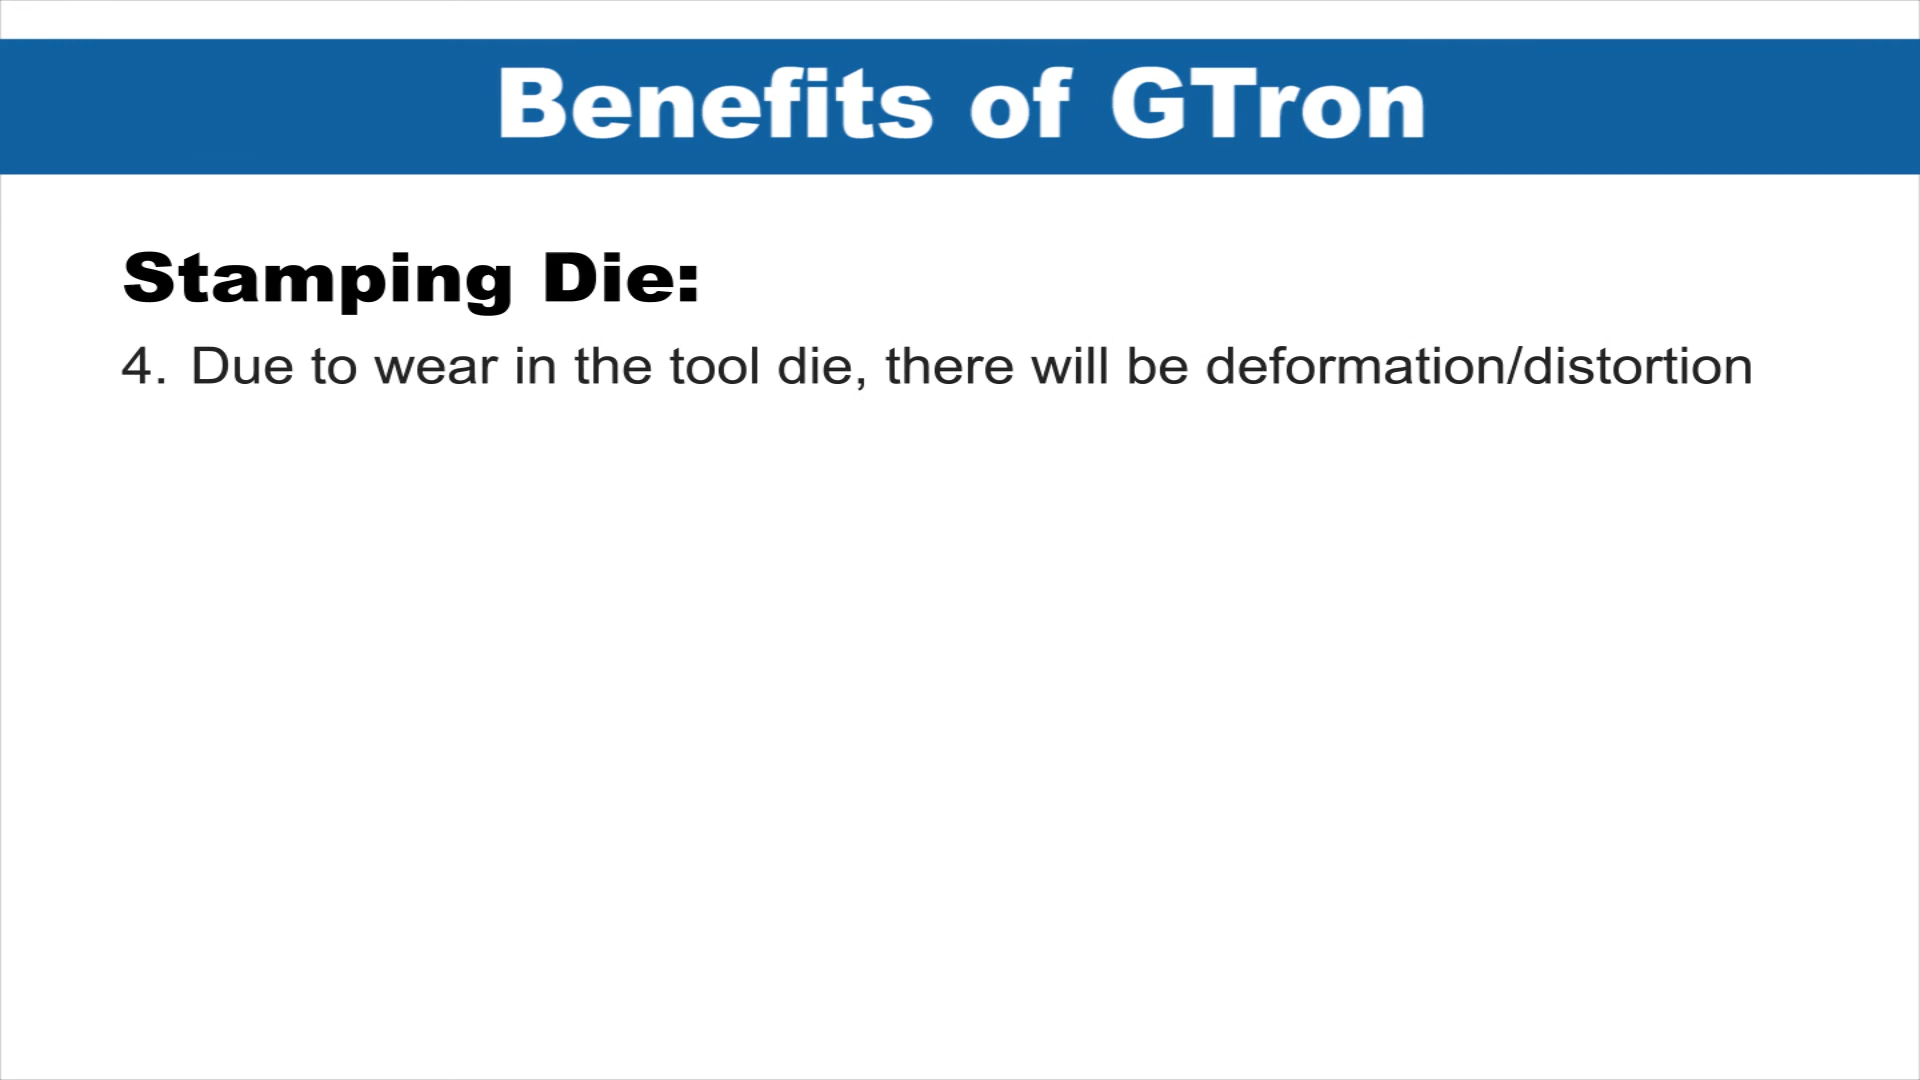 Benefits of GTron
Stamping Die:
4. Due to wear in the tool die, there will be deformation/distortion